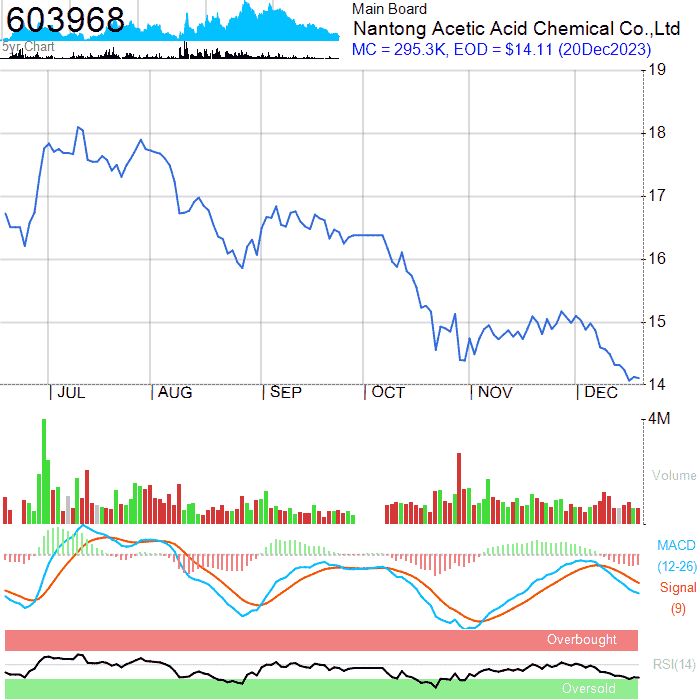 603968
5yr Chart
Main Board
Nantong Acetic Acid Chemical Co.,Ltd
MC = 295.3K, EOD = $14.11 (20Dec2023)
19
18
17
16
15
14
JUL
AUG
SEP
OCT
NOV
DEC
4M
Volume
MACD
(12-26)
Signal
(9)
Overbought
RSI(14)
Oversold